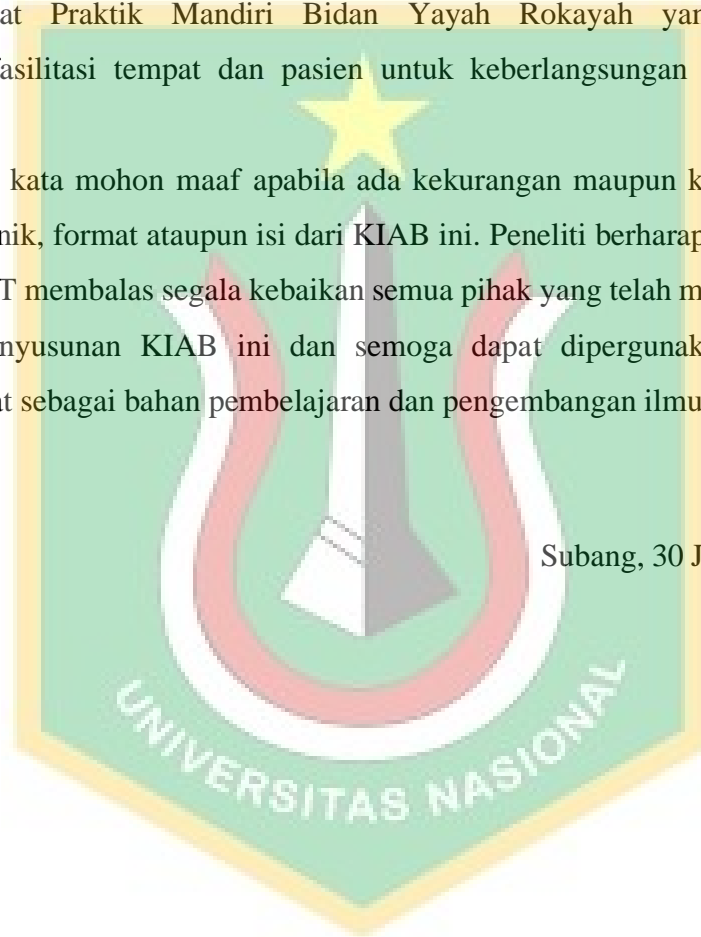 at Praktik Mandiri Bidan Yayah Rokayah yan
fasilitasi tempat dan pasien untuk keberlangsungan
kata mohon maaf apabila ada kekurangan maupun k
nik, format ataupun isi dari KIAB ini. Peneliti berharap
T membalas segala kebaikan semua pihak yang telah m
nyusunan KIAB ini dan semoga dapat dipergunak
at sebagai bahan pembelajaran dan pengembangan ilmu
Subang, 30 J
UNIVERSITAS NASIONAL